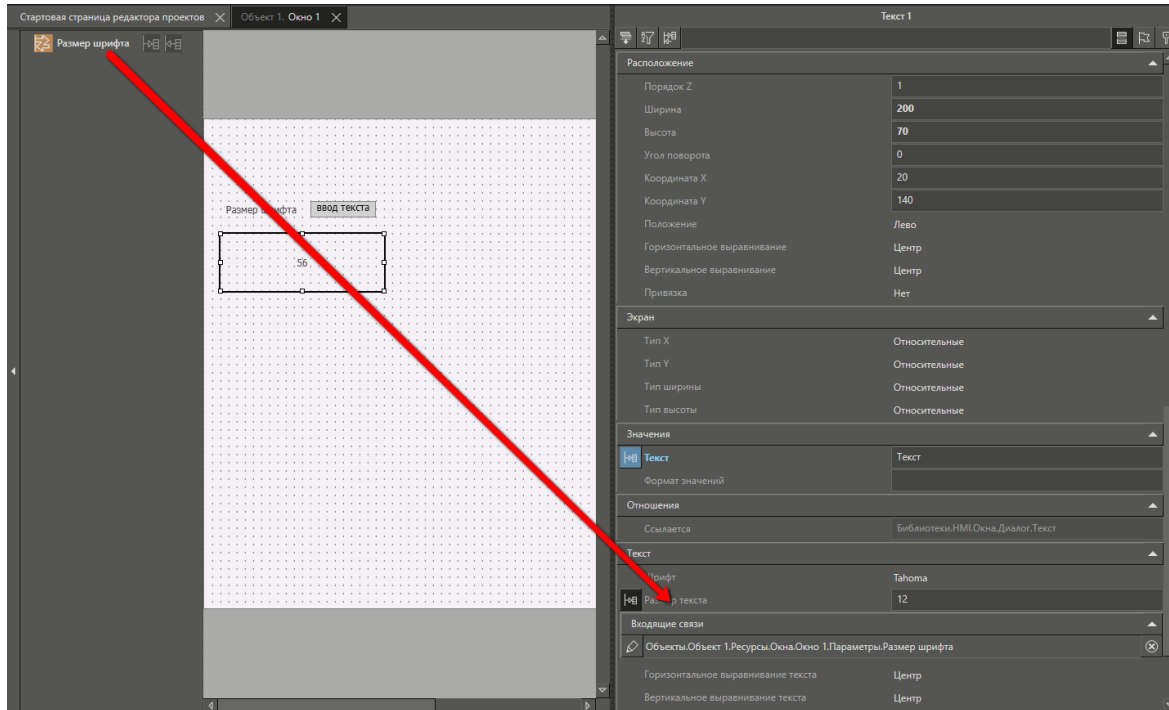 Стартовая страница редактора проектов
Объект 1. Окно 1
Размер шрифта
Размер шрифта
ввод текста
56
Текст 1
Расположение
Порядок Z 1
Ширина 200
Высота 70
Угол поворота 0
Координата X 20
Координата Y 140
Положение Лево
Горизонтальное выравнивание Центр
Вертикальное выравнивание Центр
Привязка Нет
Экран
Тип X Относительные
Тип Y Относительные
Тип ширины Относительные
Тип высоты Относительные
Значения
Текст Текст
Формат значений
Отношения
Ссылается Библиотеки.HMI.Окна.Диалог.Текст
Текст
Шрифт Tahoma
Размер текста 12
Входящие связи
Объекты.Объект 1.Ресурсы.Окна.Окно 1.Параметры.Размер шрифта
Горизонтальное выравнивание текста Центр
Вертикальное выравнивание текста Центр